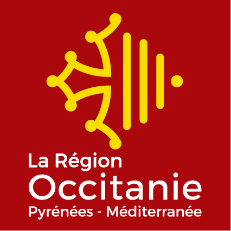 La Région
Occitanie
Pyrénées - Méditerranée